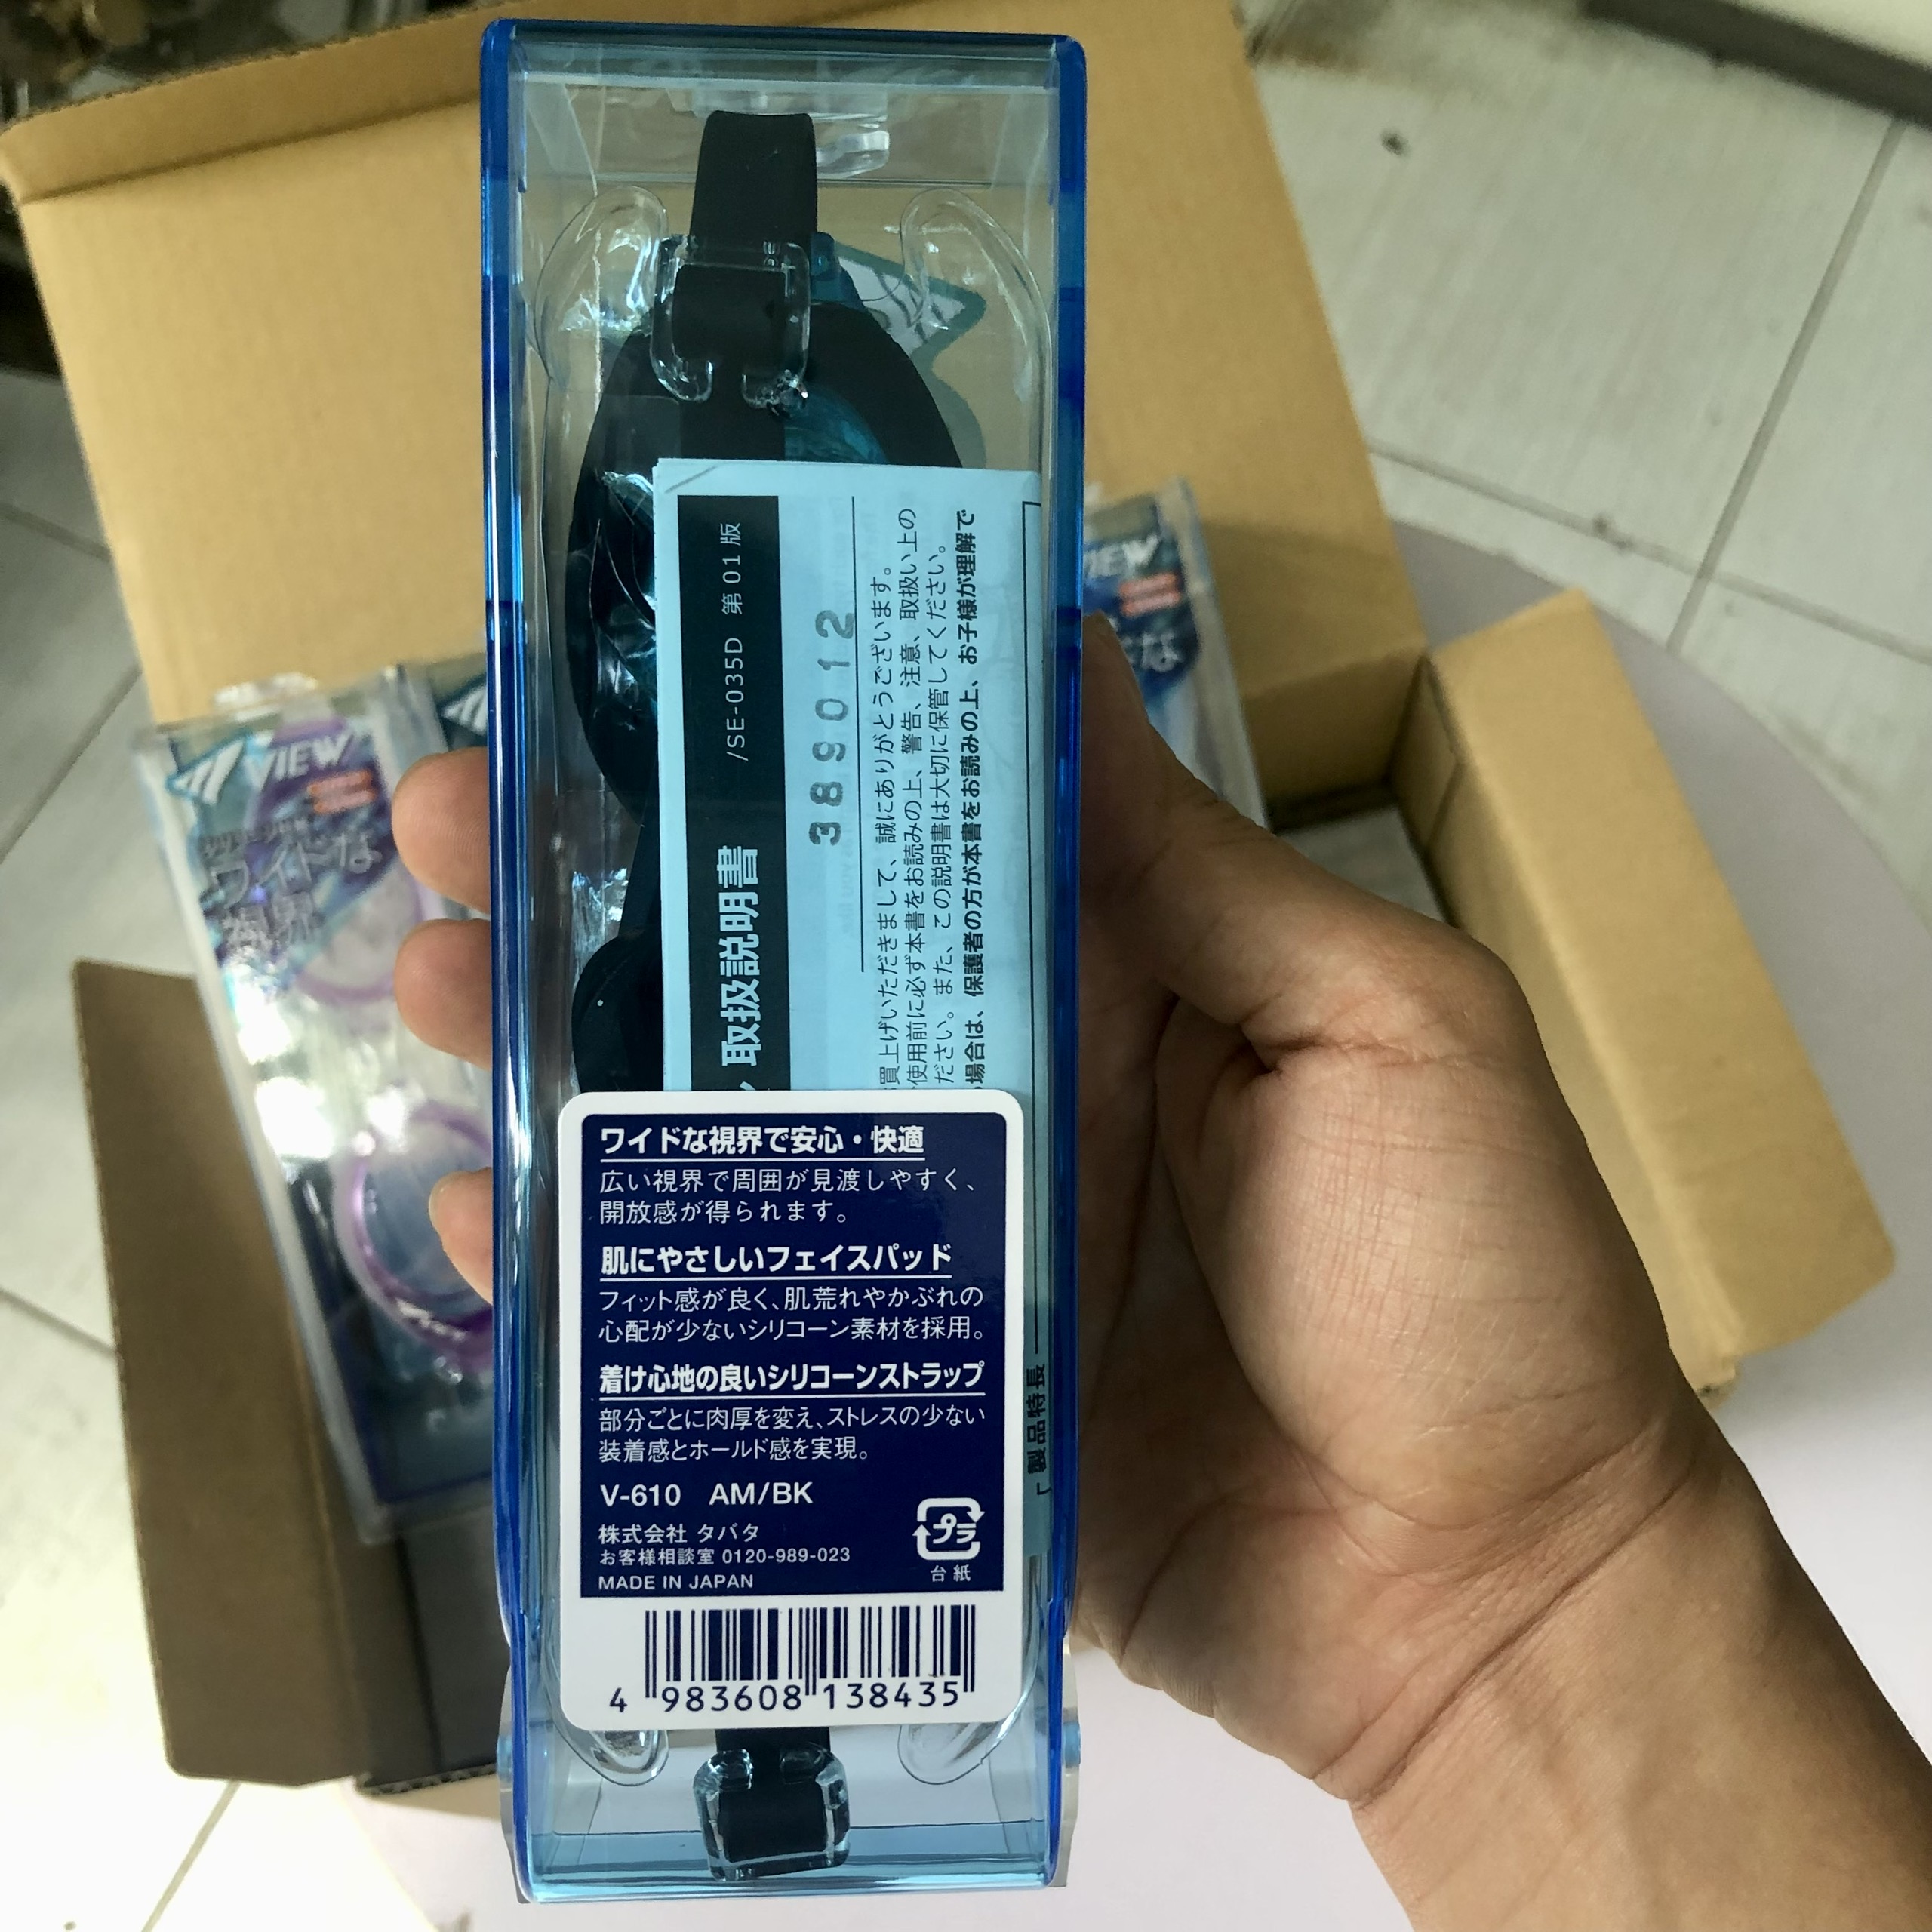 /SE-035D 第01版
取扱説明書
389012
買上げいただきまして、誠にありがとうございます。
使用前に必ず本書をお読みの上、警告、注意、取扱い上の
ださい。また、この説明書は大切に保管してください。
場合は、保護者の方が本書をお読みの上、お子様が理解で
「製品特長
VIEW
ワイドな
視界
VIEW
な
ワイドな視界で安心・快適
広い視界で周囲が見渡しやすく、
開放感が得られます。
肌にやさしいフェイスパッド
フィット感が良く、肌荒れやかぶれの
心配が少ないシリコーン素材を採用。
着け心地の良いシリコーンストラップ
部分ごとに肉厚を変え、ストレスの少ない
装着感とホールド感を実現。
V-610 AM/BK
株式会社 タバタ
お客様相談室 0120-989-023
MADE IN JAPAN
プラ
台紙
4 983608 138435